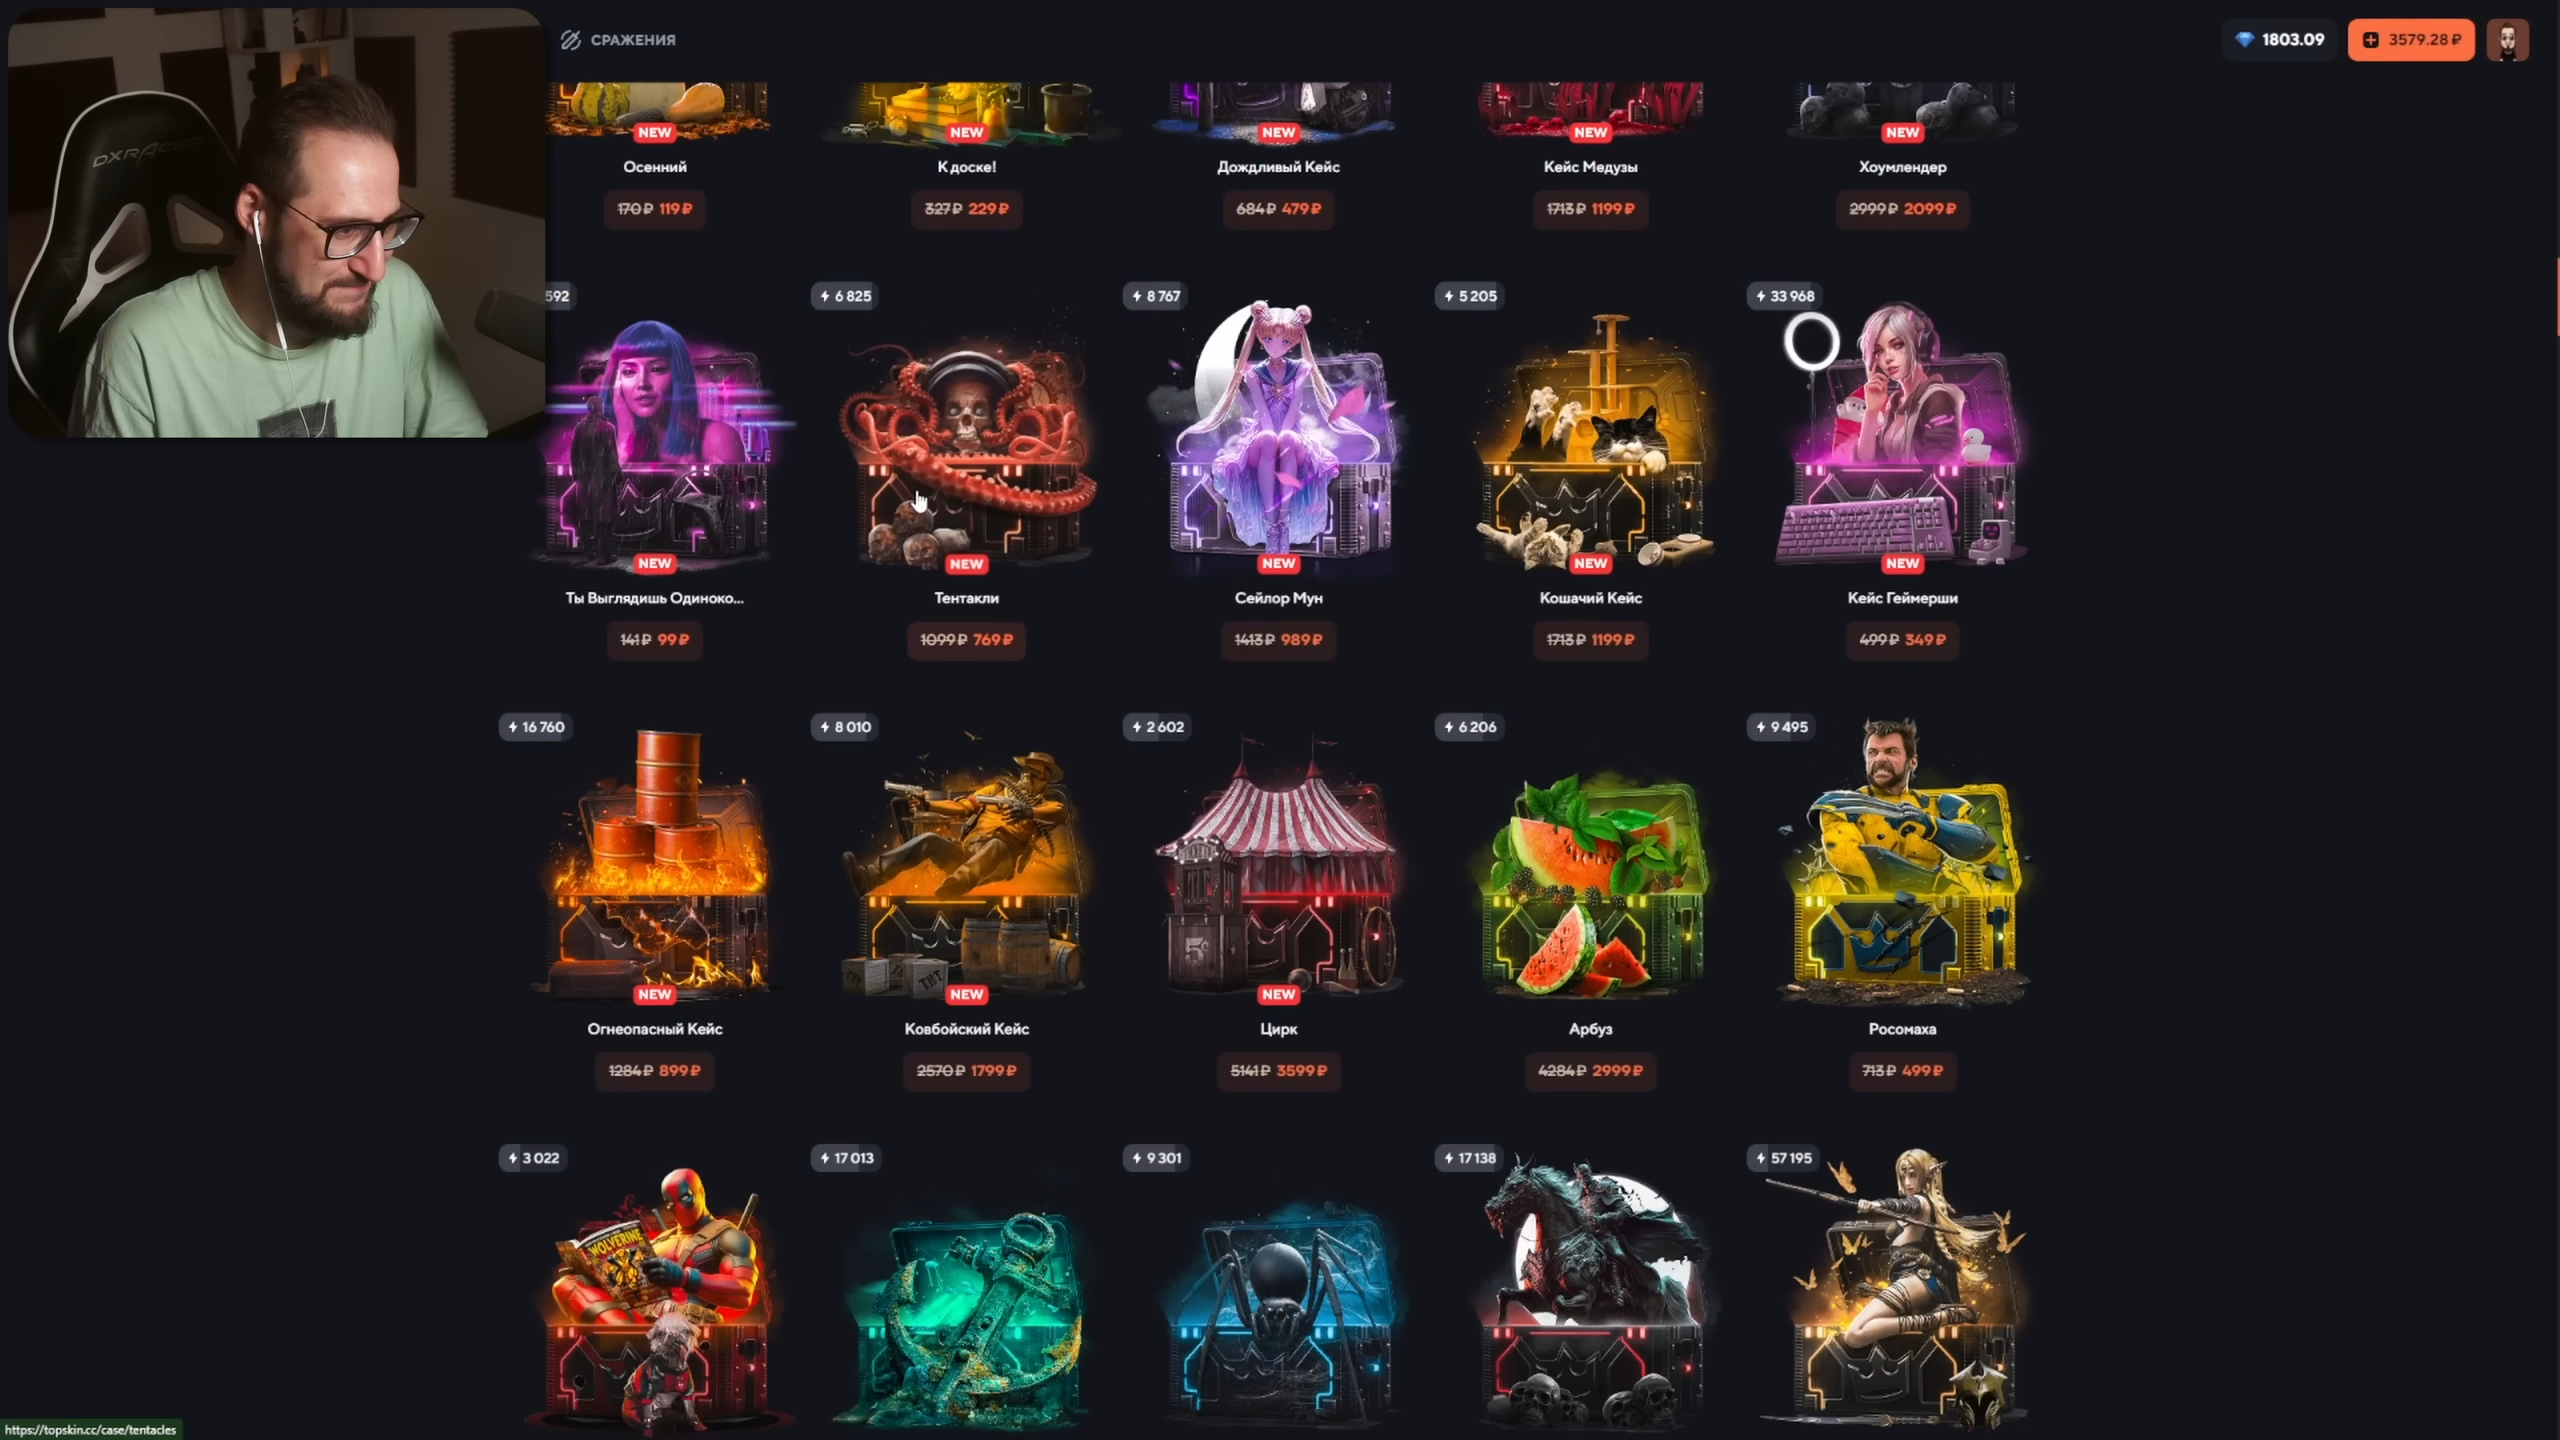 СРАЖЕНИЯ
1803.09
3579.28 ₽
DXRACER
NEW
NEW
NEW
NEW
NEW
Осенний
К доске!
Дождливый Кейс
Кейс Медузы
Хоумлендер
170 ₽ 119 ₽
327 ₽ 229 ₽
684 ₽ 479 ₽
1713 ₽ 1199 ₽
2999 ₽ 2099 ₽
592
6 825
8 767
5 205
33 968
NEW
NEW
NEW
NEW
NEW
Ты Выглядишь Одиноко...
Тентакли
Сейлор Мун
Кошачий Кейс
Кейс Геймерши
141 ₽ 99 ₽
1099 ₽ 769 ₽
1413 ₽ 989 ₽
1713 ₽ 1199 ₽
499 ₽ 349 ₽
16 760
8 010
2 602
6 206
9 495
TICKETS
5¢
TNT
NEW
NEW
NEW
Огнеопасный Кейс
Ковбойский Кейс
Цирк
Арбуз
Росомаха
1284 ₽ 899 ₽
2570 ₽ 1799 ₽
5141 ₽ 3599 ₽
4284 ₽ 2999 ₽
713 ₽ 499 ₽
3 022
17 013
9 301
17 138
57 195
WOLVERINE
https://topskin.cc/case/tentacles